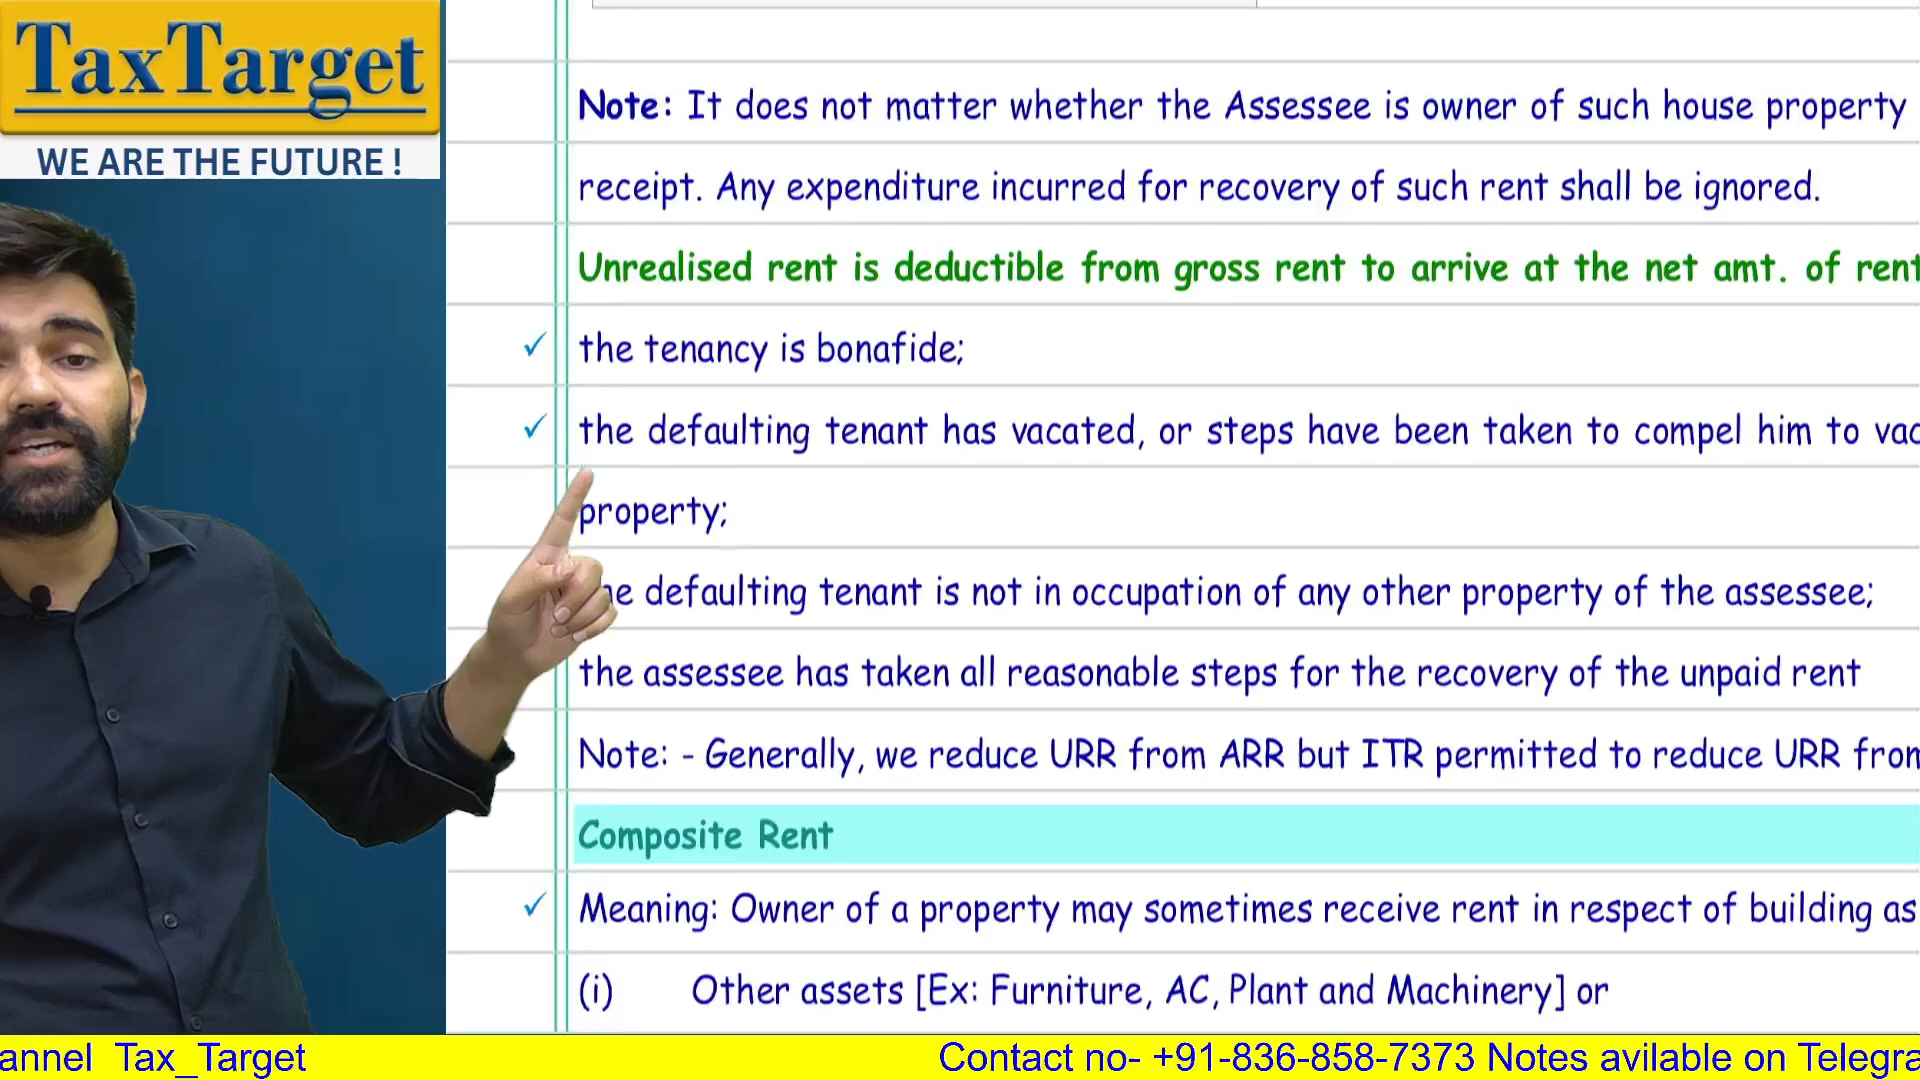 TaxTarget
WE ARE THE FUTURE !
Note: It does not matter whether the Assessee is owner of such house property
receipt. Any expenditure incurred for recovery of such rent shall be ignored.
Unrealised rent is deductible from gross rent to arrive at the net amt. of rent
✓ the tenancy is bonafide;
✓ the defaulting tenant has vacated, or steps have been taken to compel him to
property;
defaulting tenant is not in occupation of any other property of the assessee;
the assessee has taken all reasonable steps for the recovery of the unpaid rent
Note: - Generally, we reduce URR from ARR but ITR permitted to reduce URR from
Composite Rent
✓ Meaning: Owner of a property may sometimes receive rent in respect of building as
(i) Other assets [Ex: Furniture, AC, Plant and Machinery] or
Tax_Target Contact no- +91-836-858-7373 Notes avilable on